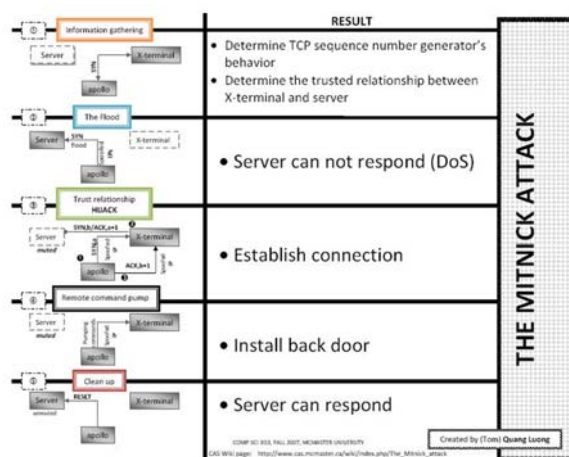 RESULT
①
Information gathering
Server
X-terminal
SYN
apollo
• Determine TCP sequence number generator's
behavior
• Determine the trusted relationship between
X-terminal and server
②
The Flood
Server
SYN
flood
X-terminal
apollo
• Server can not respond (DoS)
③
Trust relationship
HIJACK
SYN,b/ACK,a+1
Server
muted
X-terminal
SYN,a
apollo
ACK,b+1
• Establish connection
④
Remote command pump
Server
muted
X-terminal
Pumping
commands
apollo
• Install back door
⑤
Clean up
Server
unmuted
RESET
X-terminal
apollo
• Server can respond
THE MITNICK ATTACK
COMP SCI 3I03, FALL 2007, MCMASTER UNIVERSITY
CAS Wiki page: http://www.cas.mcmaster.ca/wiki/index.php/The_Mitnick_attack
Created by (Tom) Quang Luong